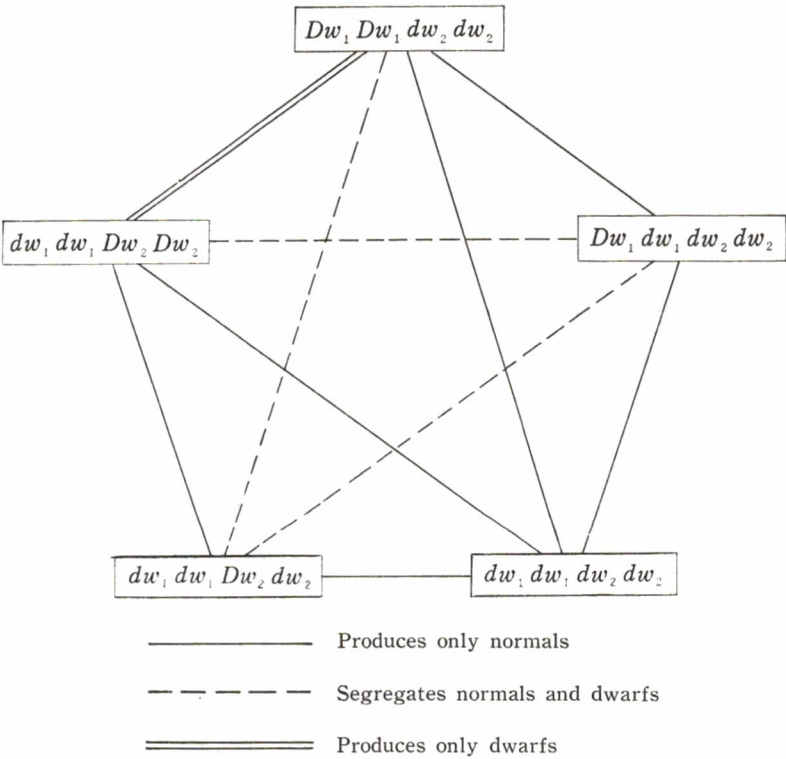 Dw₁ Dw₁ dw₂ dw₂
dw₁ dw₁ Dw₂ Dw₂
Dw₁ dw₁ dw₂ dw₂
dw₁ dw₁ Dw₂ dw₂
dw₁ dw₁ dw₂ dw₂
Produces only normals
Segregates normals and dwarfs
Produces only dwarfs